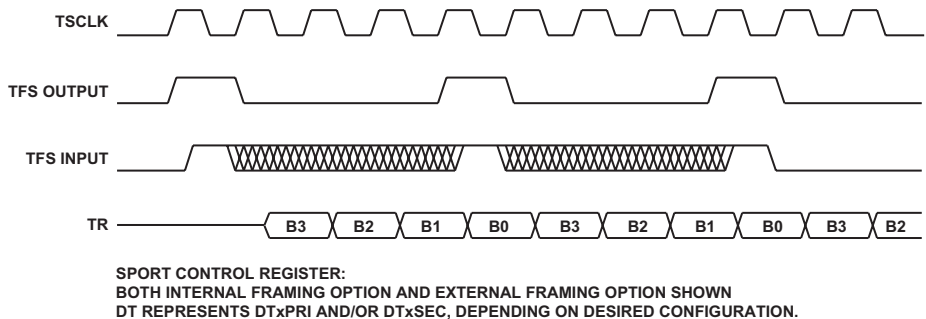 TSCLK
TFS OUTPUT
TFS INPUT
TR B3 B2 B1 B0 B3 B2 B1 B0 B3 B2
SPORT CONTROL REGISTER:
BOTH INTERNAL FRAMING OPTION AND EXTERNAL FRAMING OPTION SHOWN
DT REPRESENTS DTxPRI AND/OR DTxSEC, DEPENDING ON DESIRED CONFIGURATION.